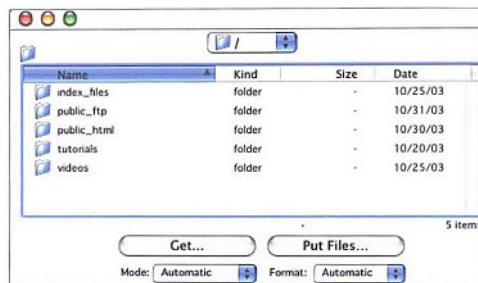 /
Name Kind Size Date
index_files folder - 10/25/03
public_ftp folder - 10/31/03
public_html folder - 10/30/03
tutorials folder - 10/20/03
videos folder - 10/25/03
5 item
Get... Put Files...
Mode: Automatic Format: Automatic